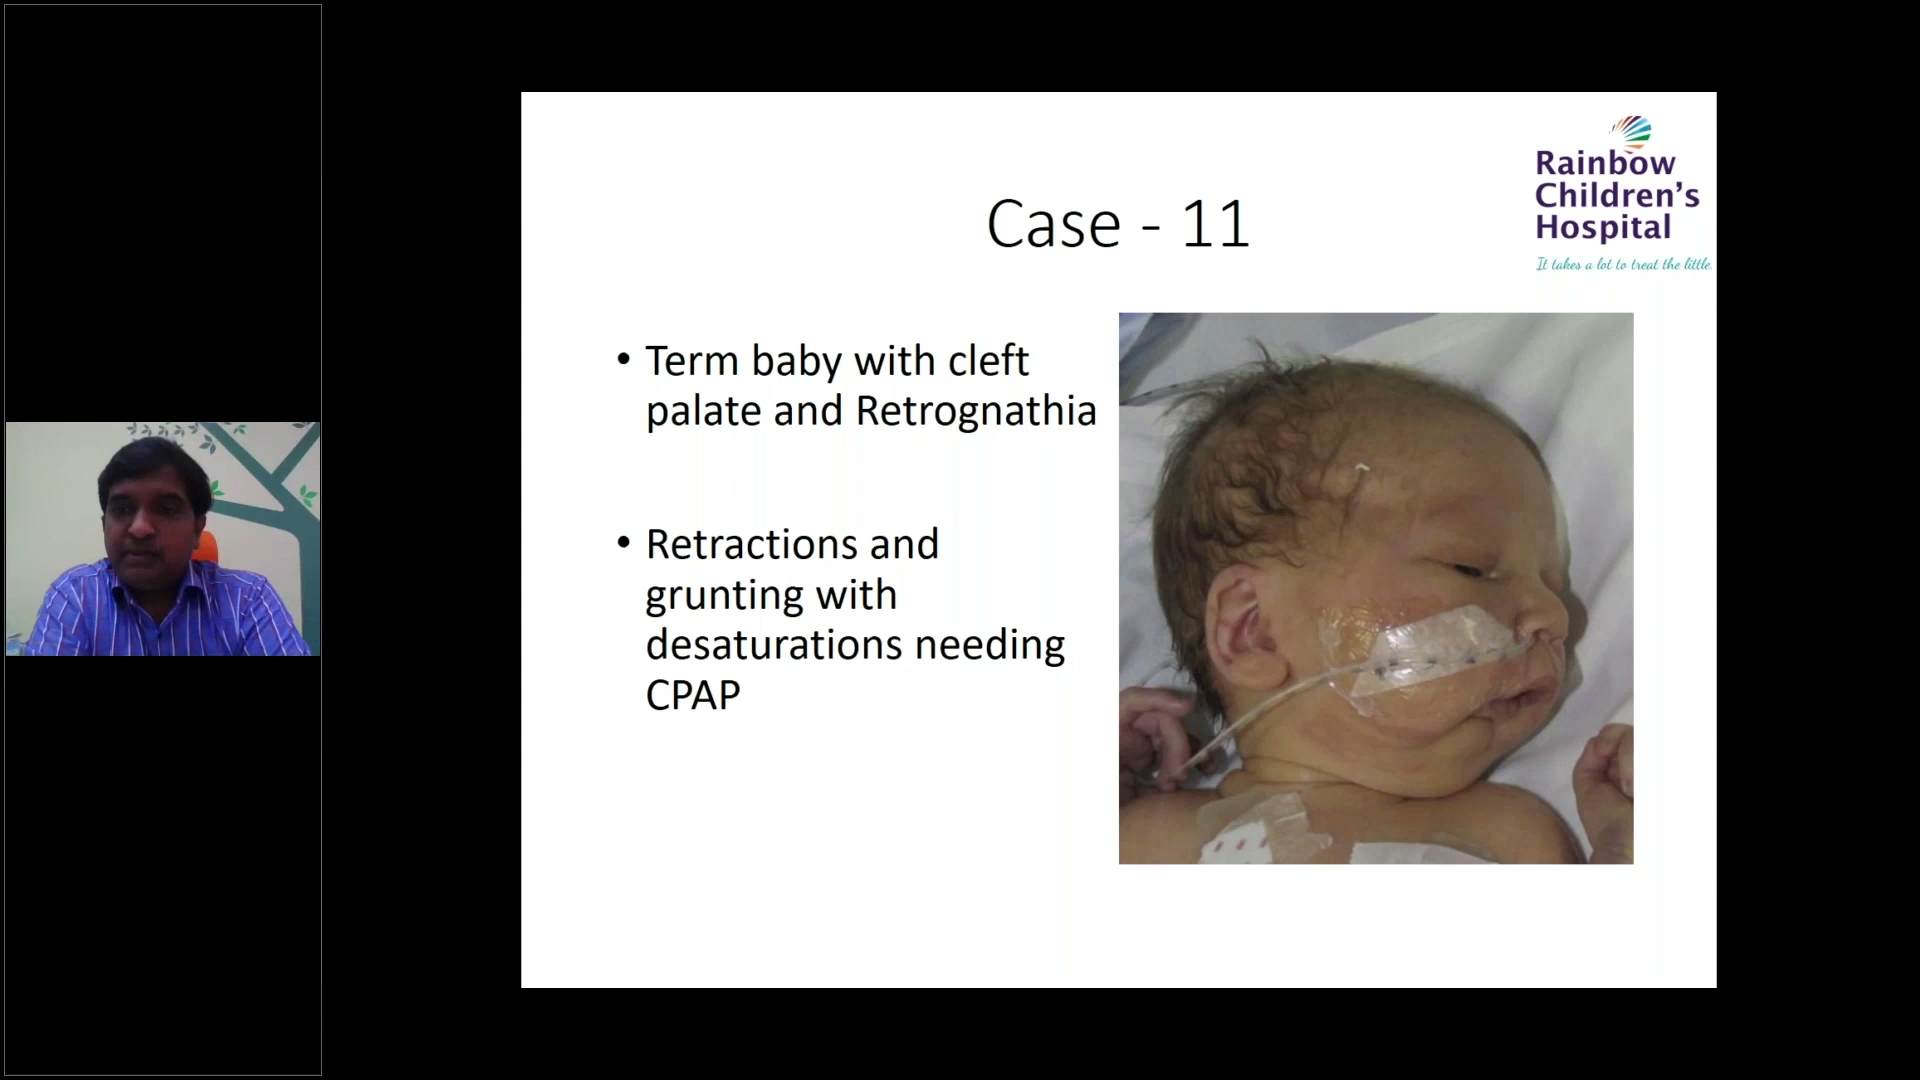 Rainbow
Children's
Hospital
It takes a lot to treat the little.
Case - 11
• Term baby with cleft
palate and Retrognathia
• Retractions and
grunting with
desaturations needing
CPAP